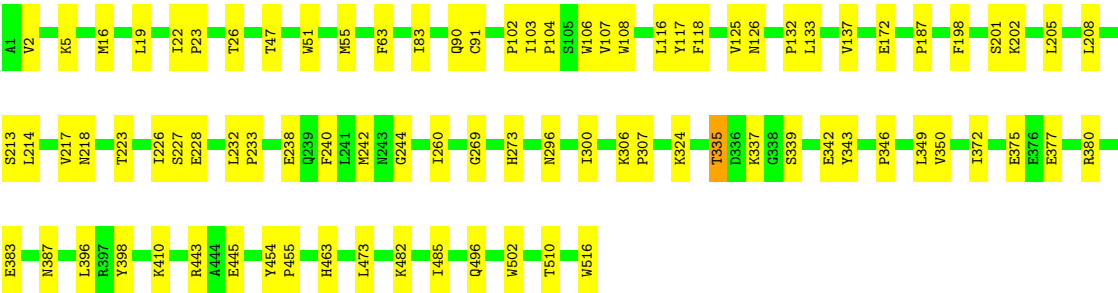 A1 V2 K5 M16 L19 I22 P23 T26 T47 W51 M55 F63 I83 Q90 C91 P102 I103 P104 S105 W106 V107 W108 L116 Y117 F118 V125 N126 P132 L133 V137 E172 P187 F198 S201 K202 L205 L208
S213 L214 V217 N218 T223 I226 S227 E228 L232 P233 E238 Q239 F240 L241 M242 N243 G244 I260 G269 H273 N296 I300 K306 P307 K324 T335 D336 K337 G338 S339 E342 Y343 P346 L349 V350 I372 E375 E376 E377 R380
E383 N387 L396 R397 Y398 K410 R443 A444 E445 Y454 P455 H463 L473 K482 I485 Q496 W502 T510 W516